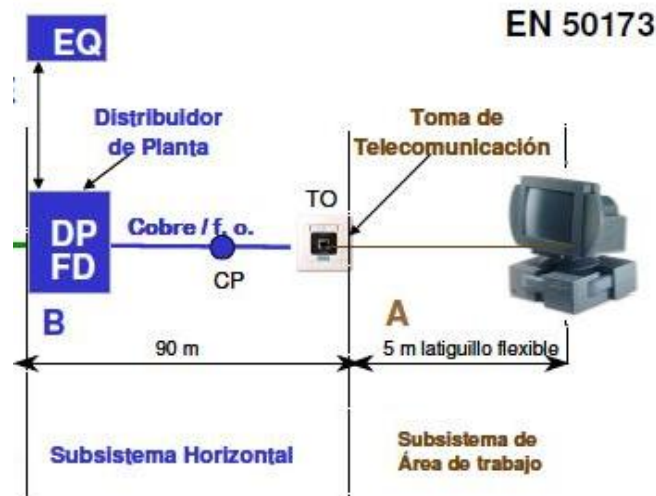 EN 50173
EQ
Distribuidor
de Planta
Toma de
Telecomunicación
TO
DP
FD
Cobre / f. o.
CP
B
A
90 m
5 m latiguillo flexible
Subsistema Horizontal
Subsistema de
Área de trabajo